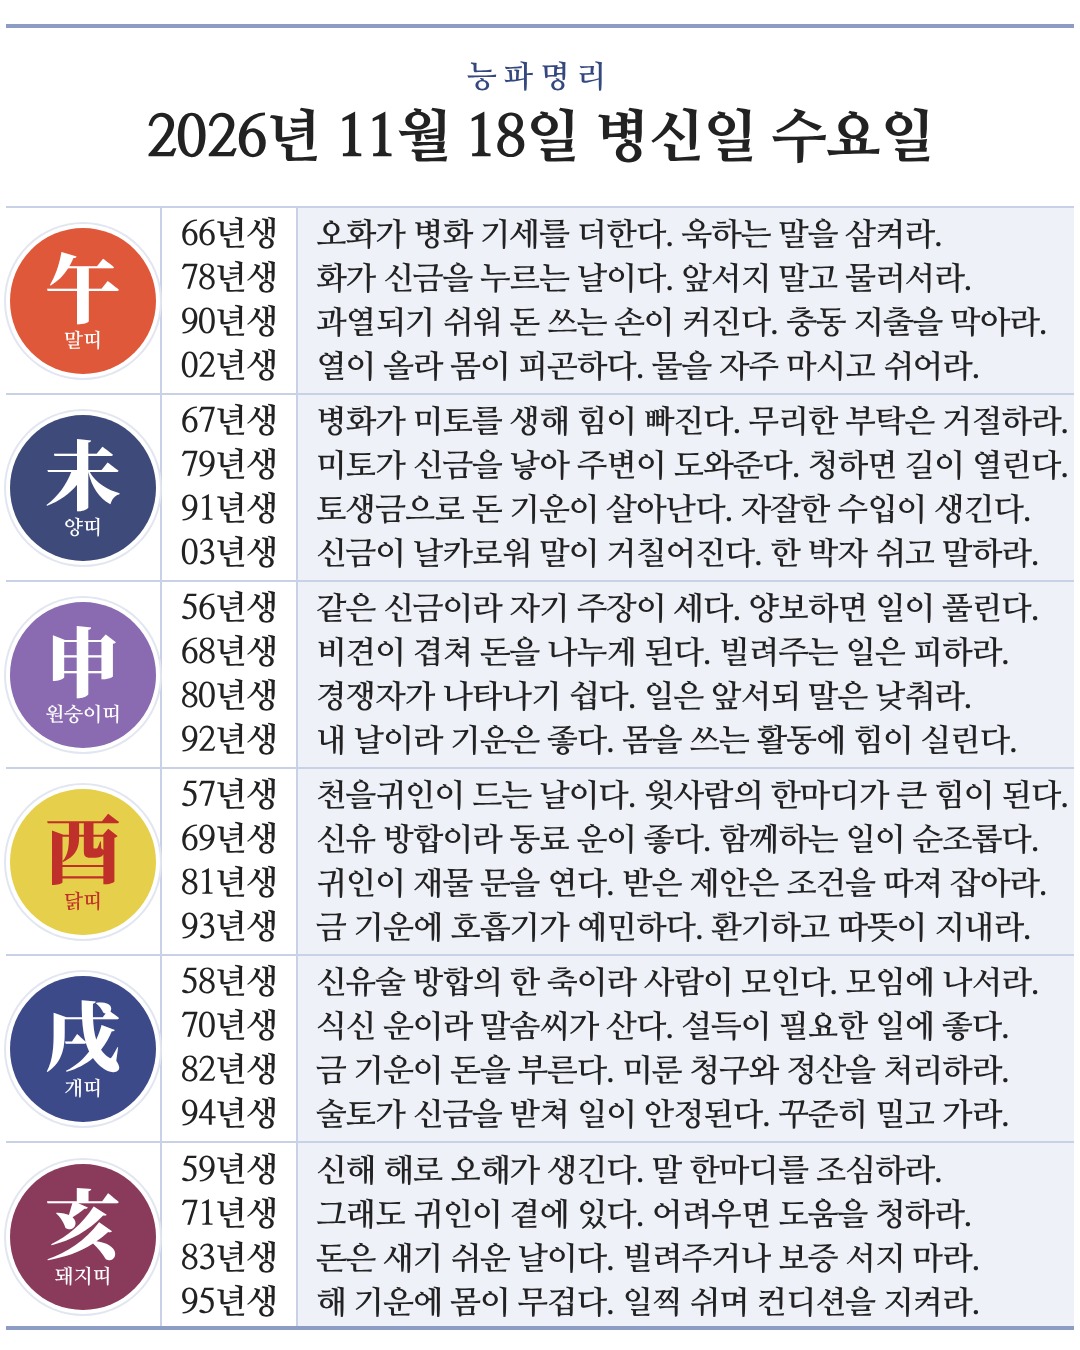 능파명리
2026년 11월 18일 병신일 수요일
午
말띠
66년생 오화가 병화 기세를 더한다. 욱하는 말을 삼켜라.
78년생 화가 신금을 누르는 날이다. 앞서지 말고 물러서라.
90년생 과열되기 쉬워 돈 쓰는 손이 커진다. 충동 지출을 막아라.
02년생 열이 올라 몸이 피곤하다. 물을 자주 마시고 쉬어라.
未
양띠
67년생 병화가 미토를 생해 힘이 빠진다. 무리한 부탁은 거절하라.
79년생 미토가 신금을 낳아 주변이 도와준다. 청하면 길이 열린다.
91년생 토생금으로 돈 기운이 살아난다. 자잘한 수입이 생긴다.
03년생 신금이 날카로워 말이 거칠어진다. 한 박자 쉬고 말하라.
申
원숭이띠
56년생 같은 신금이라 자기 주장이 세다. 양보하면 일이 풀린다.
68년생 비견이 겹쳐 돈을 나누게 된다. 빌려주는 일은 피하라.
80년생 경쟁자가 나타나기 쉽다. 일은 앞서되 말은 낮춰라.
92년생 내 날이라 기운은 좋다. 몸을 쓰는 활동에 힘이 실린다.
酉
닭띠
57년생 천을귀인이 드는 날이다. 윗사람의 한마디가 큰 힘이 된다.
69년생 신유 방합이라 동료 운이 좋다. 함께하는 일이 순조롭다.
81년생 귀인이 재물 문을 연다. 받은 제안은 조건을 따져 잡아라.
93년생 금 기운에 호흡기가 예민하다. 환기하고 따뜻이 지내라.
戌
개띠
58년생 신유술 방합의 한 축이라 사람이 모인다. 모임에 나서라.
70년생 식신 운이라 말솜씨가 산다. 설득이 필요한 일에 좋다.
82년생 금 기운이 돈을 부른다. 미룬 청구와 정산을 처리하라.
94년생 술토가 신금을 받쳐 일이 안정된다. 꾸준히 밀고 가라.
亥
돼지띠
59년생 신해 해로 오해가 생긴다. 말 한마디를 조심하라.
71년생 그래도 귀인이 곁에 있다. 어려우면 도움을 청하라.
83년생 돈은 새기 쉬운 날이다. 빌려주거나 보증 서지 마라.
95년생 해 기운에 몸이 무겁다. 일찍 쉬며 컨디션을 지켜라.